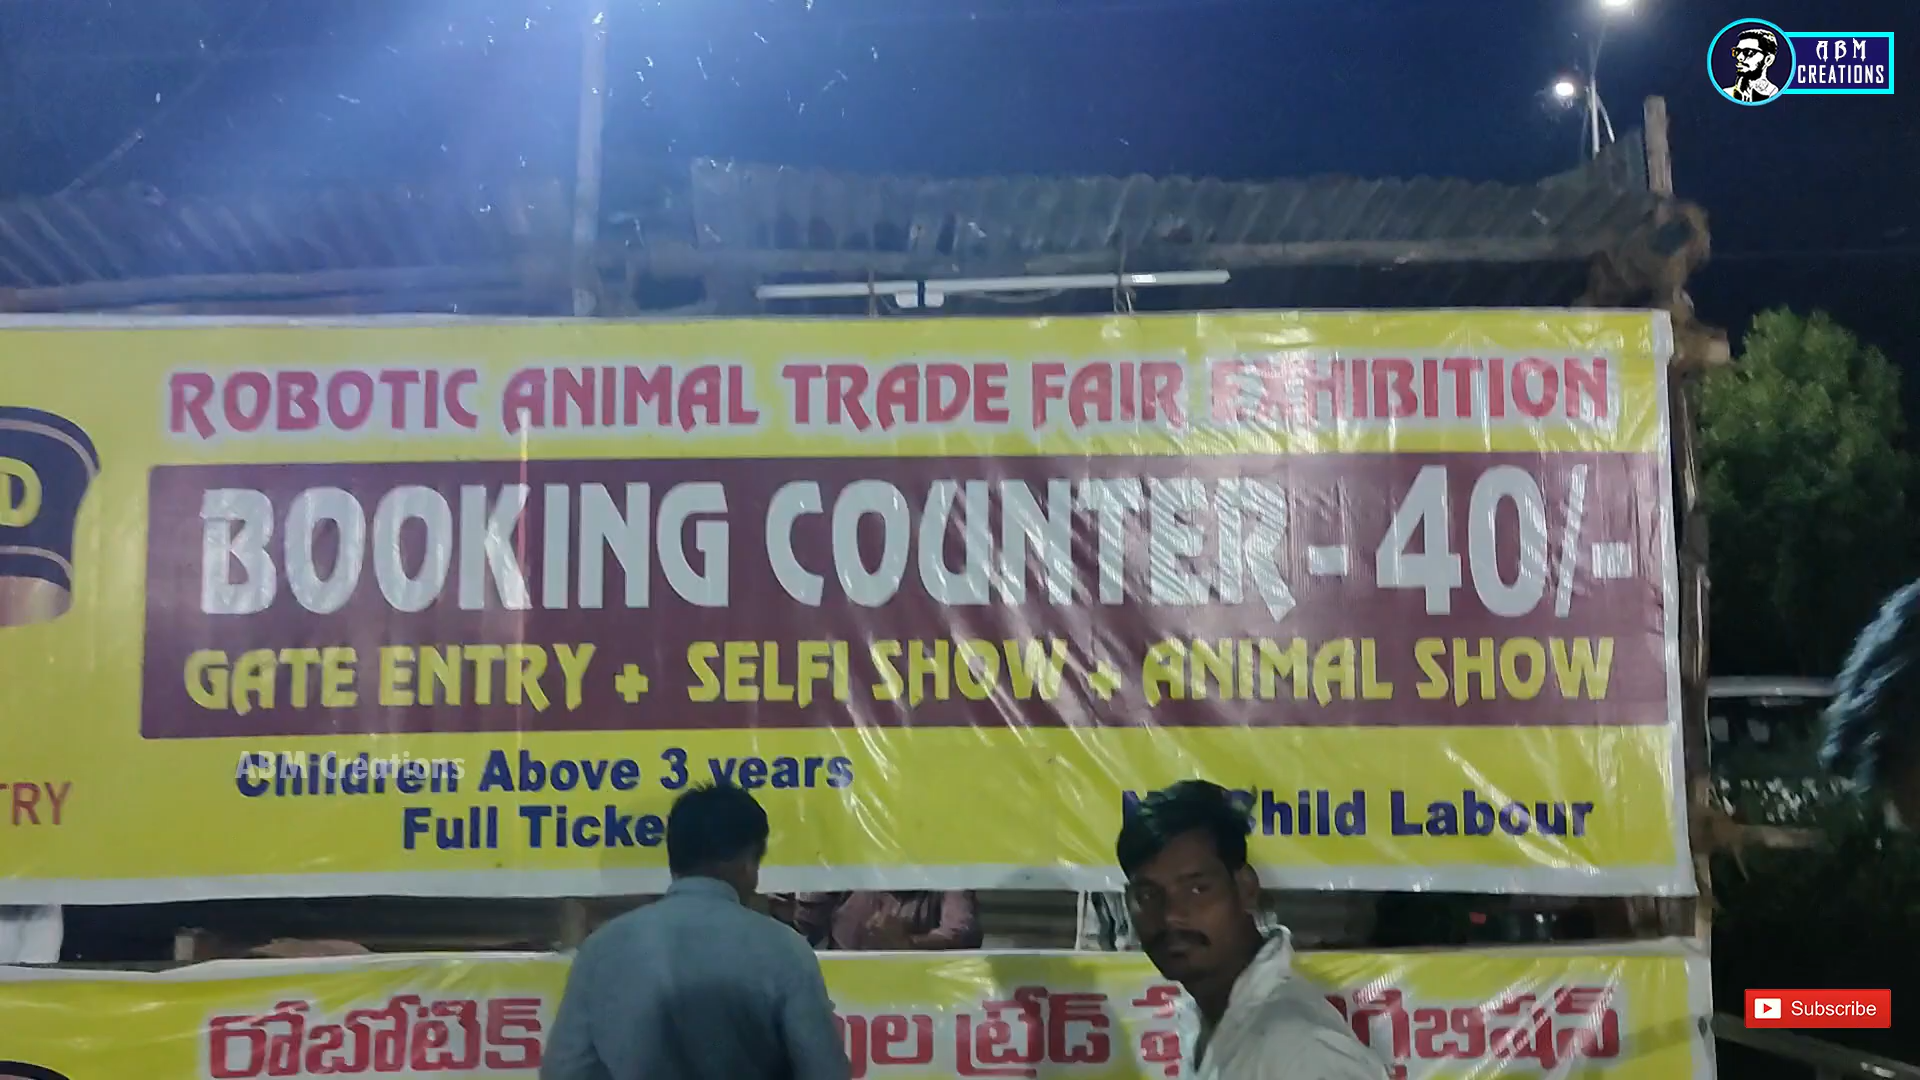 ABM
CREATIONS
ROBOTIC ANIMAL TRADE FAIR EXHIBITION
BOOKING COUNTER - 40/-
GATE ENTRY + SELFI SHOW + ANIMAL SHOW
ABM Creations
Children Above 3 years
Full Ticke
Child Labour
D
TRY
Subscribe
రోబోటెక్ ట్రేడ్